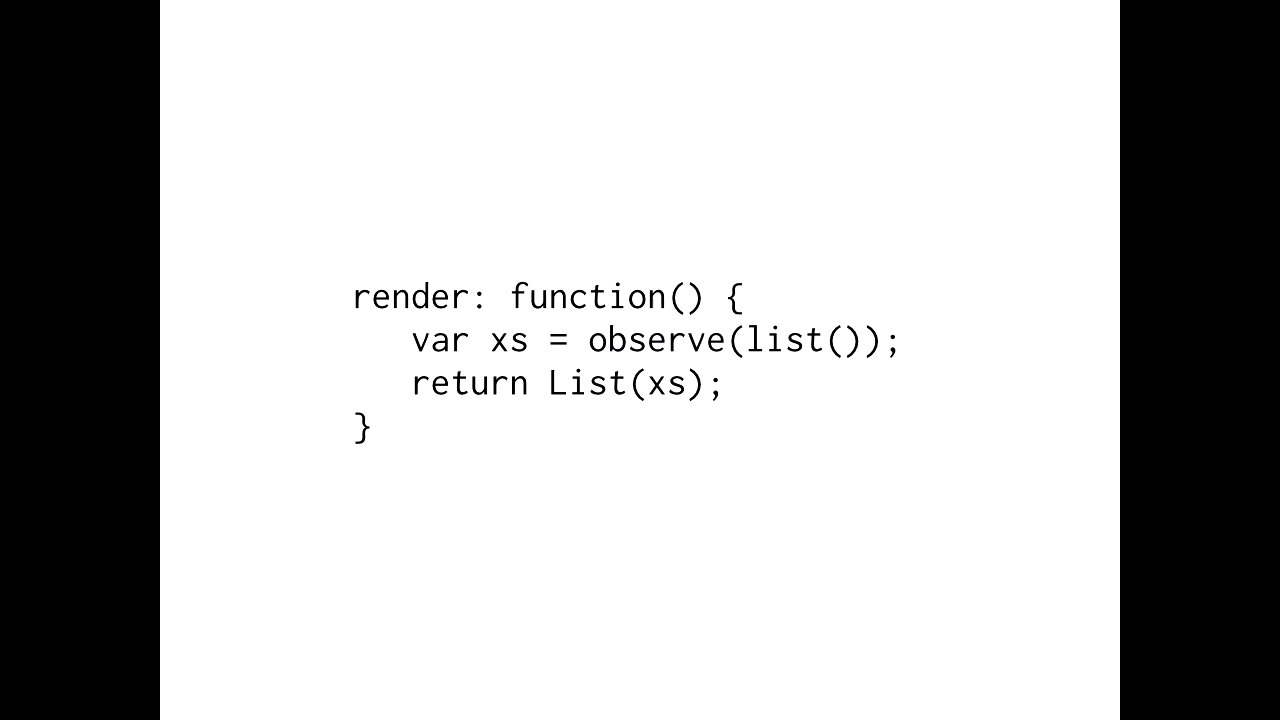 render: function() {
   var xs = observe(list());
   return List(xs);
}